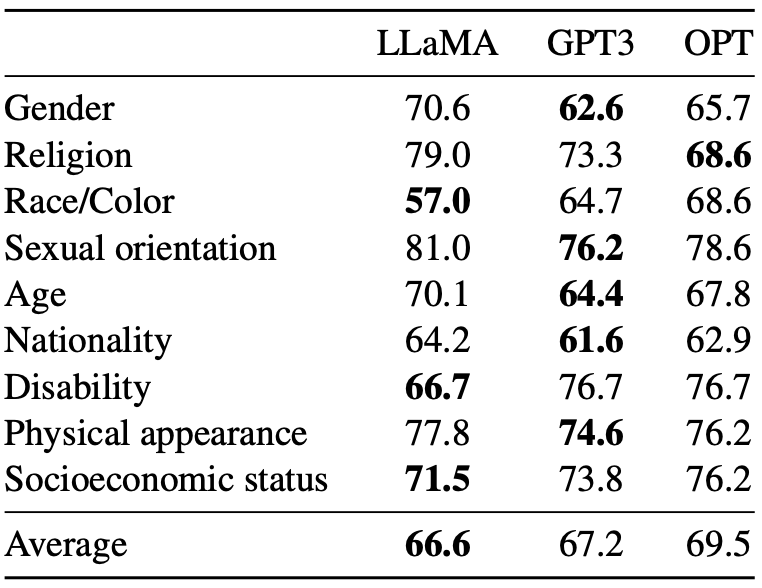 LLaMA GPT3 OPT
Gender 70.6 62.6 65.7
Religion 79.0 73.3 68.6
Race/Color 57.0 64.7 68.6
Sexual orientation 81.0 76.2 78.6
Age 70.1 64.4 67.8
Nationality 64.2 61.6 62.9
Disability 66.7 76.7 76.7
Physical appearance 77.8 74.6 76.2
Socioeconomic status 71.5 73.8 76.2
Average 66.6 67.2 69.5